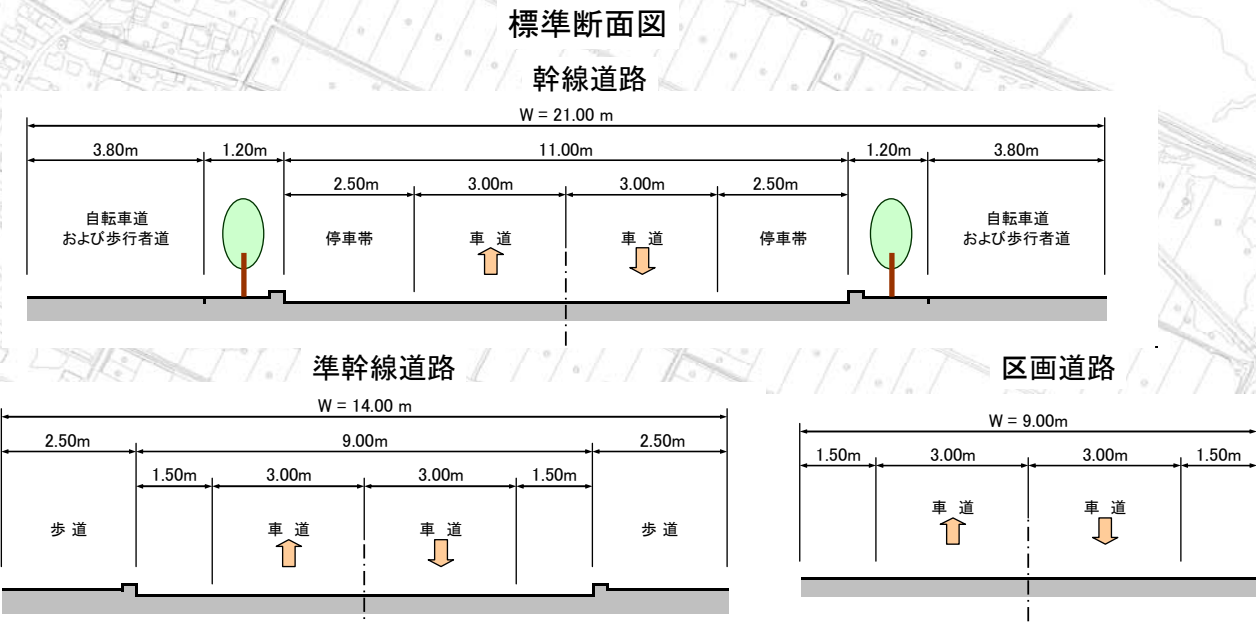 標準断面図
幹線道路
W = 21.00 m
3.80m 1.20m 11.00m 1.20m 3.80m
2.50m 3.00m 3.00m 2.50m
自転車道
および歩行者道
停車帯 車 道 車 道 停車帯
自転車道
および歩行者道
準幹線道路
W = 14.00 m
2.50m 9.00m 2.50m
1.50m 3.00m 3.00m 1.50m
歩 道 車 道 車 道 歩 道
区画道路
W = 9.00m
1.50m 3.00m 3.00m 1.50m
車 道 車 道